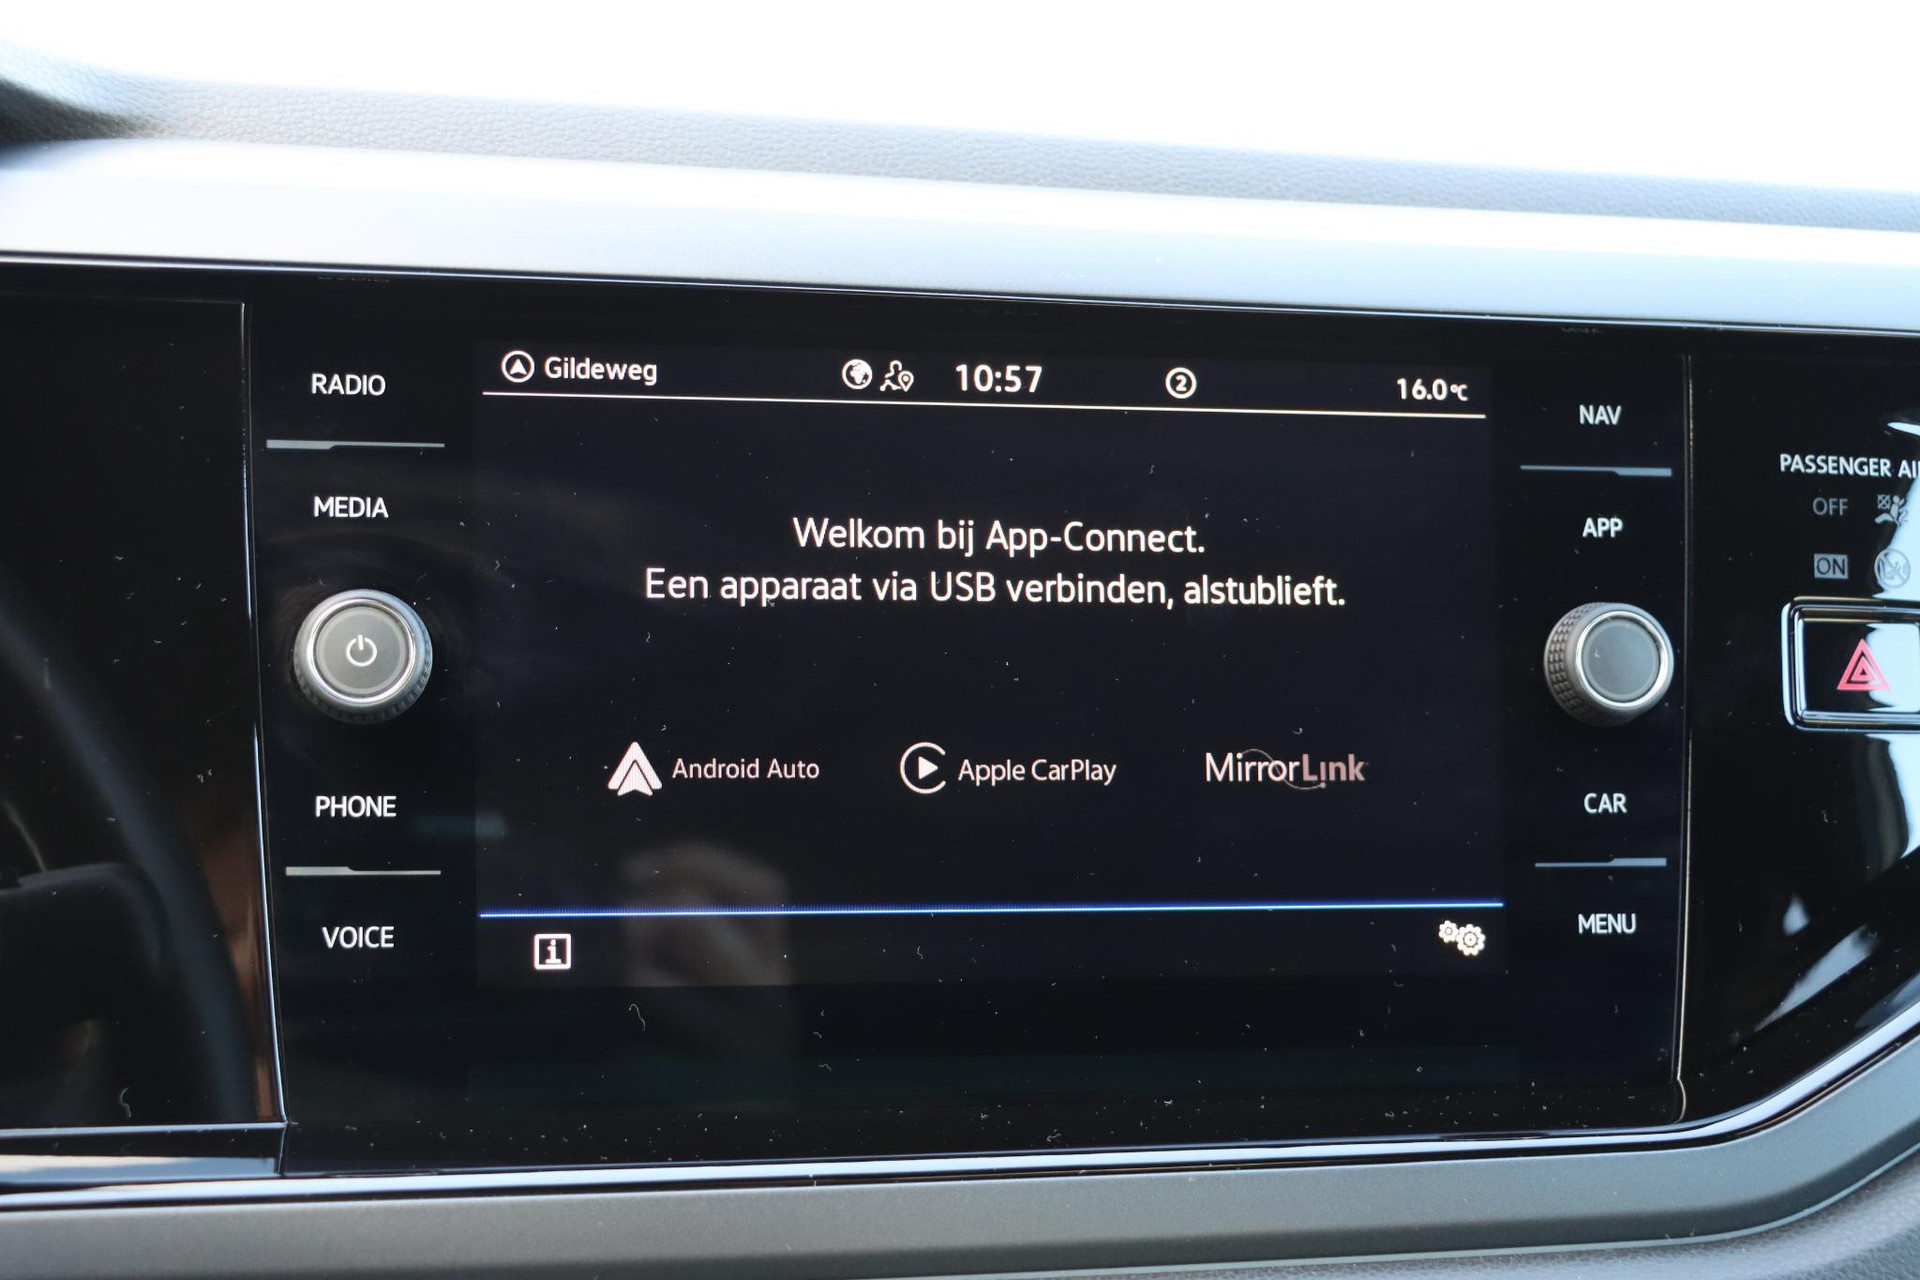 Gildeweg 10:57 2 16.0°C
RADIO
MEDIA
PHONE
VOICE
Welkom bij App-Connect.
Een apparaat via USB verbinden, alstublieft.
Android Auto Apple CarPlay MirrorLink
i
NAV
APP
CAR
MENU
PASSENGER
OFF
ON